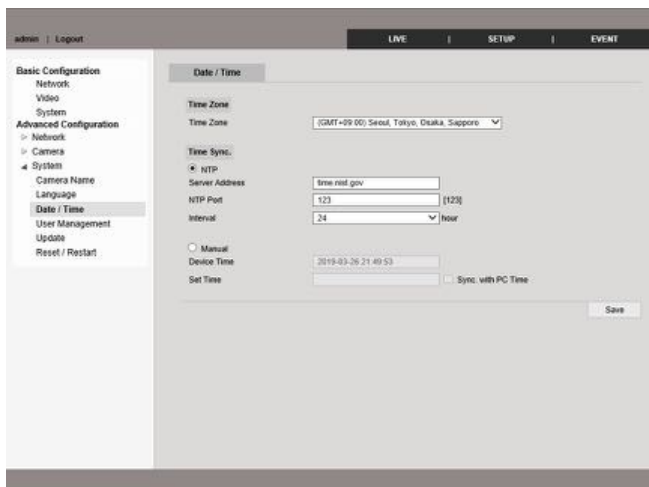 admin | Logout
LIVE | SETUP | EVENT
Basic Configuration
Network
Video
System
Advanced Configuration
Network
Camera
System
Camera Name
Language
Date / Time
User Management
Update
Reset / Restart
Date / Time
Time Zone
Time Zone (GMT+09:00) Seoul, Tokyo, Osaka, Sapporo
Time Sync.
NTP
Server Address time.nist.gov
NTP Port 123 [123]
Interval 24 hour
Manual
Device Time 2019-03-26 21:49:53
Set Time Sync. with PC Time
Save